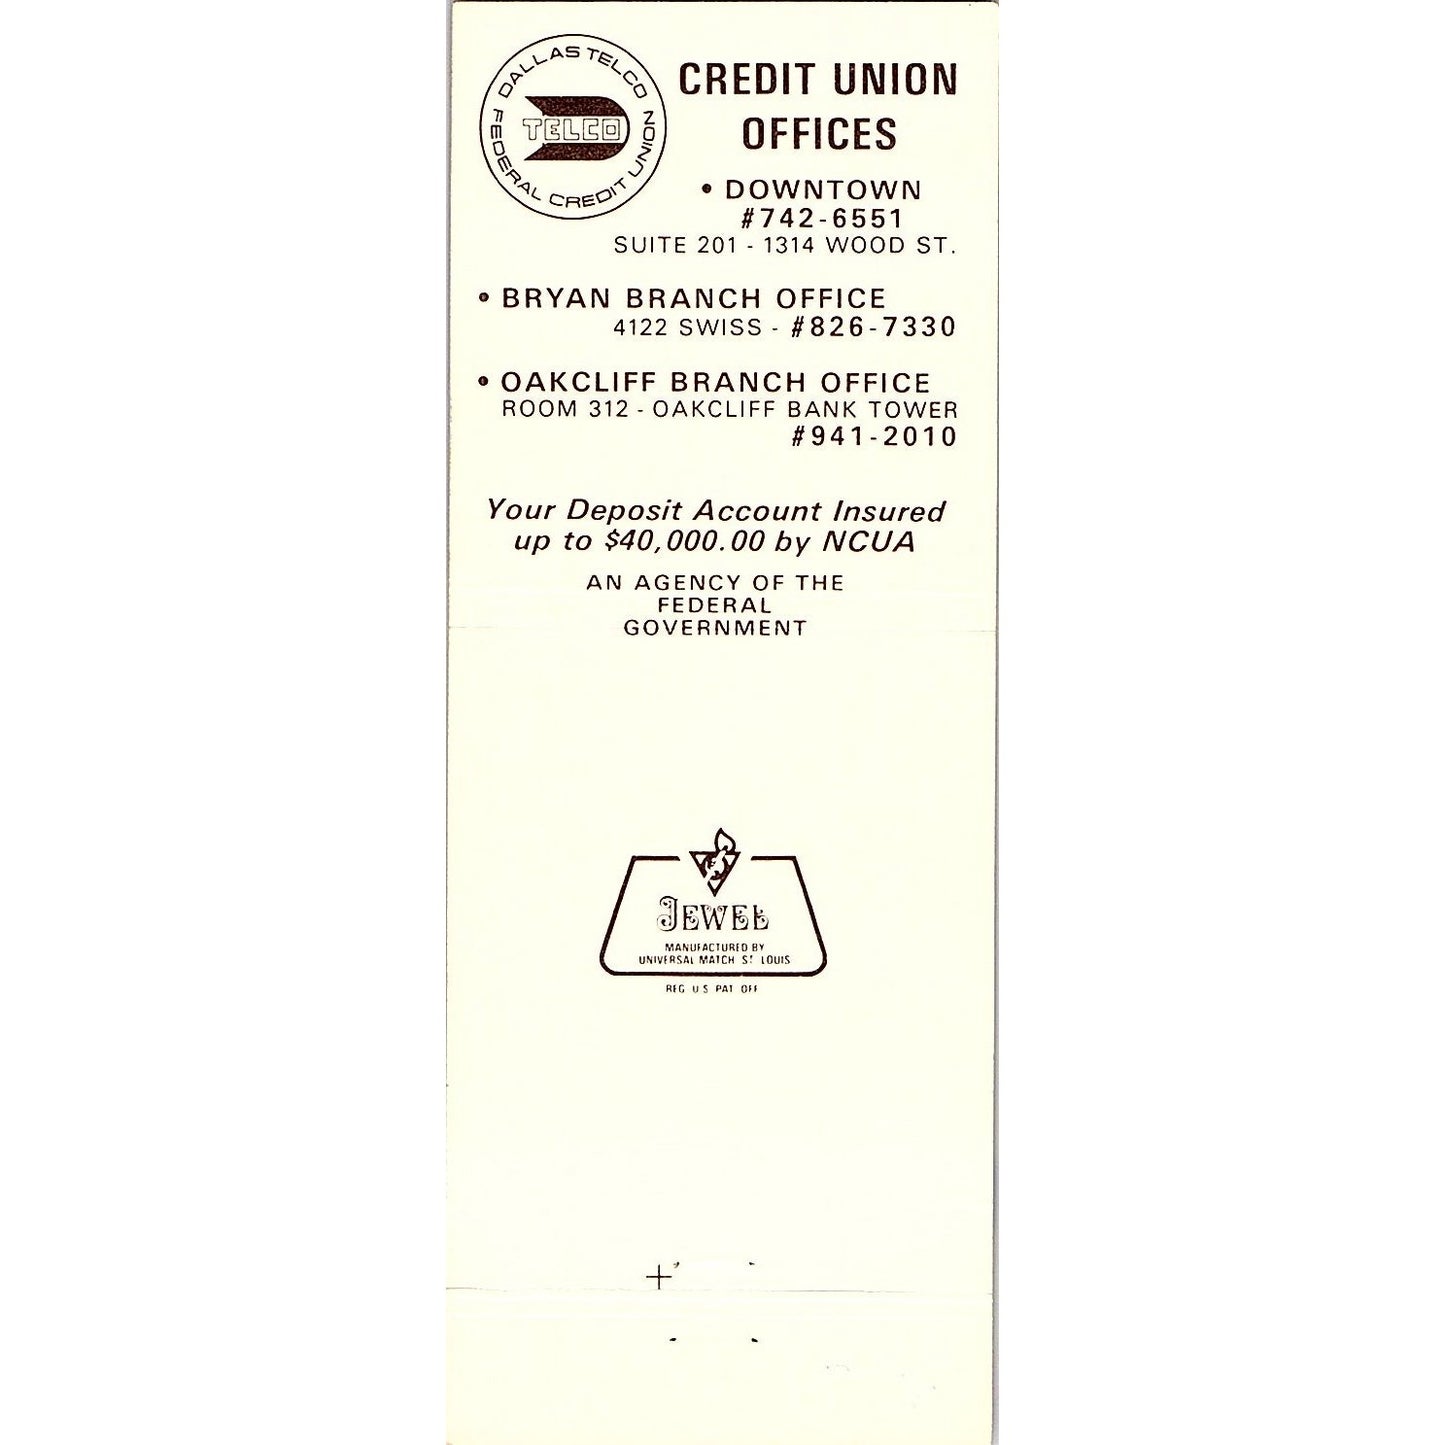 DALLAS TELCO
FEDERAL CREDIT UNION
TELCO
CREDIT UNION
OFFICES
• DOWNTOWN
#742-6551
SUITE 201 - 1314 WOOD ST.
• BRYAN BRANCH OFFICE
4122 SWISS - #826-7330
• OAKCLIFF BRANCH OFFICE
ROOM 312 - OAKCLIFF BANK TOWER
#941-2010
Your Deposit Account Insured
up to $40,000.00 by NCUA
AN AGENCY OF THE
FEDERAL
GOVERNMENT
JEWEL
MANUFACTURED BY
UNIVERSAL MATCH ST LOUIS
REG U S PAT OFF